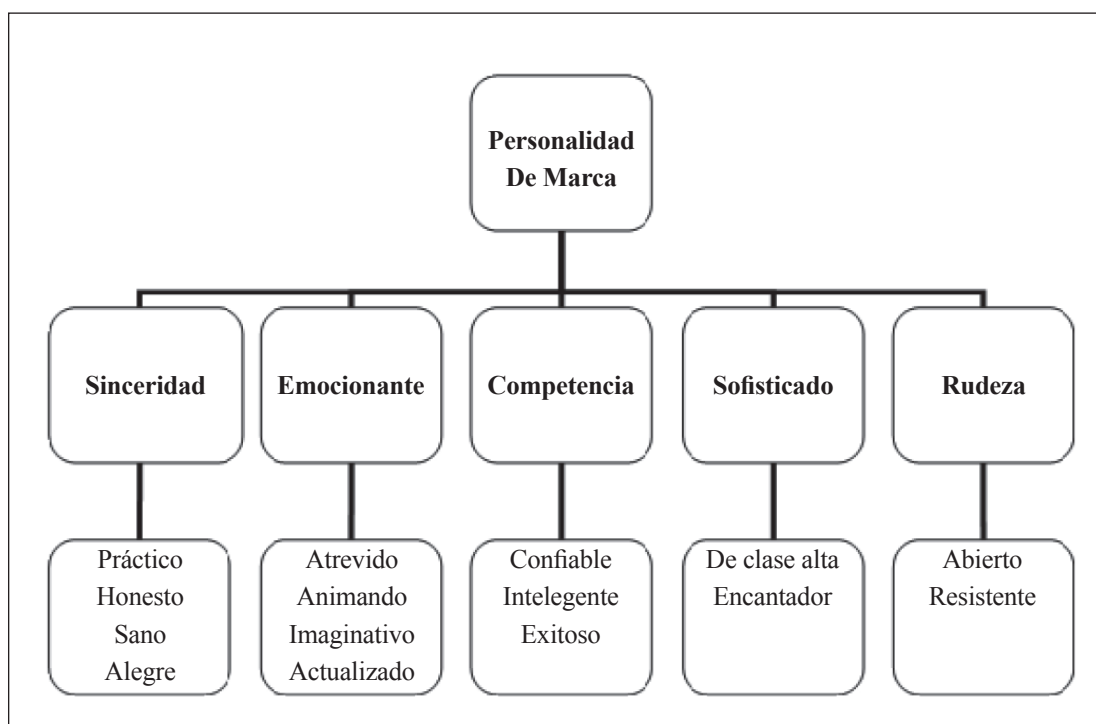 Personalidad
De Marca
Sinceridad
Emocionante
Competencia
Sofisticado
Rudeza
Práctico
Honesto
Sano
Alegre
Atrevido
Animando
Imaginativo
Actualizado
Confiable
Intelegente
Exitoso
De clase alta
Encantador
Abierto
Resistente